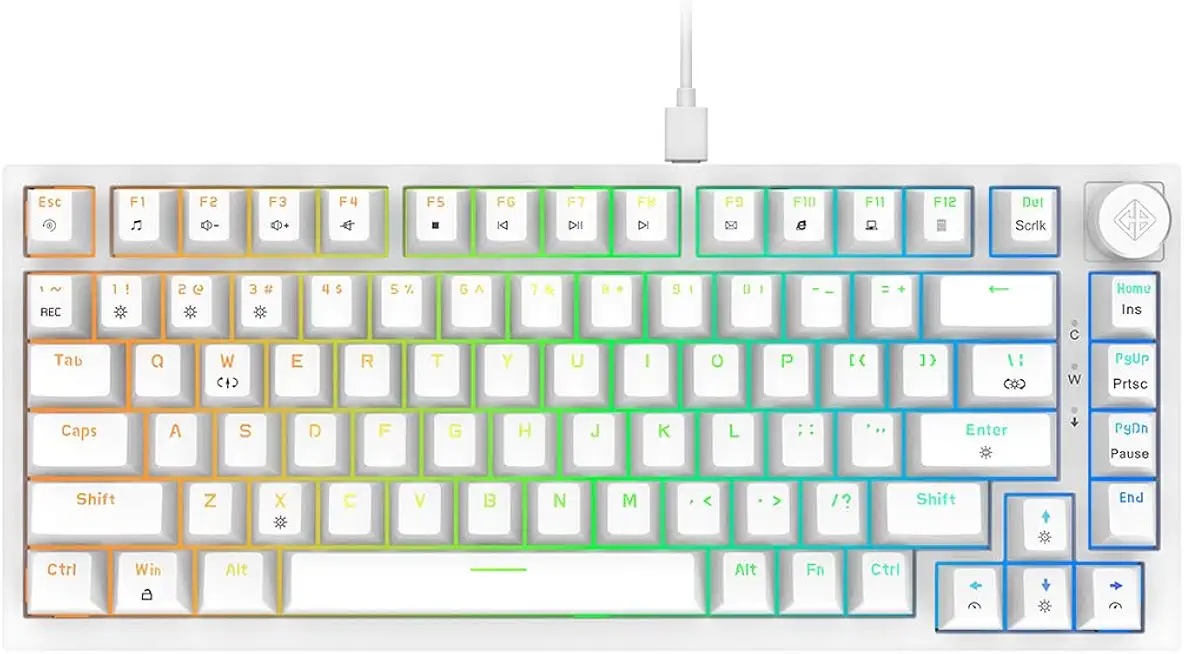 Esc F1 F2 F3 F4 F5 F6 F7 F8 F9 F10 F11 F12 Del
Scrlk
~ 1 ! 2 @ 3 # 4 $ 5 % 6 ^ 7 & 8 * 9 ( 0 ) - _ = + ← Home
REC Ins
Tab Q W E R T Y U I O P [ { ] } \ ¦ PgUp
Prtsc
Caps A S D F G H J K L ; : ' " Enter PgDn
Pause
Shift Z X C V B N M , < . > / ? Shift ↑ End
Ctrl Win Alt Alt Fn Ctrl ← ↓ →
C
W